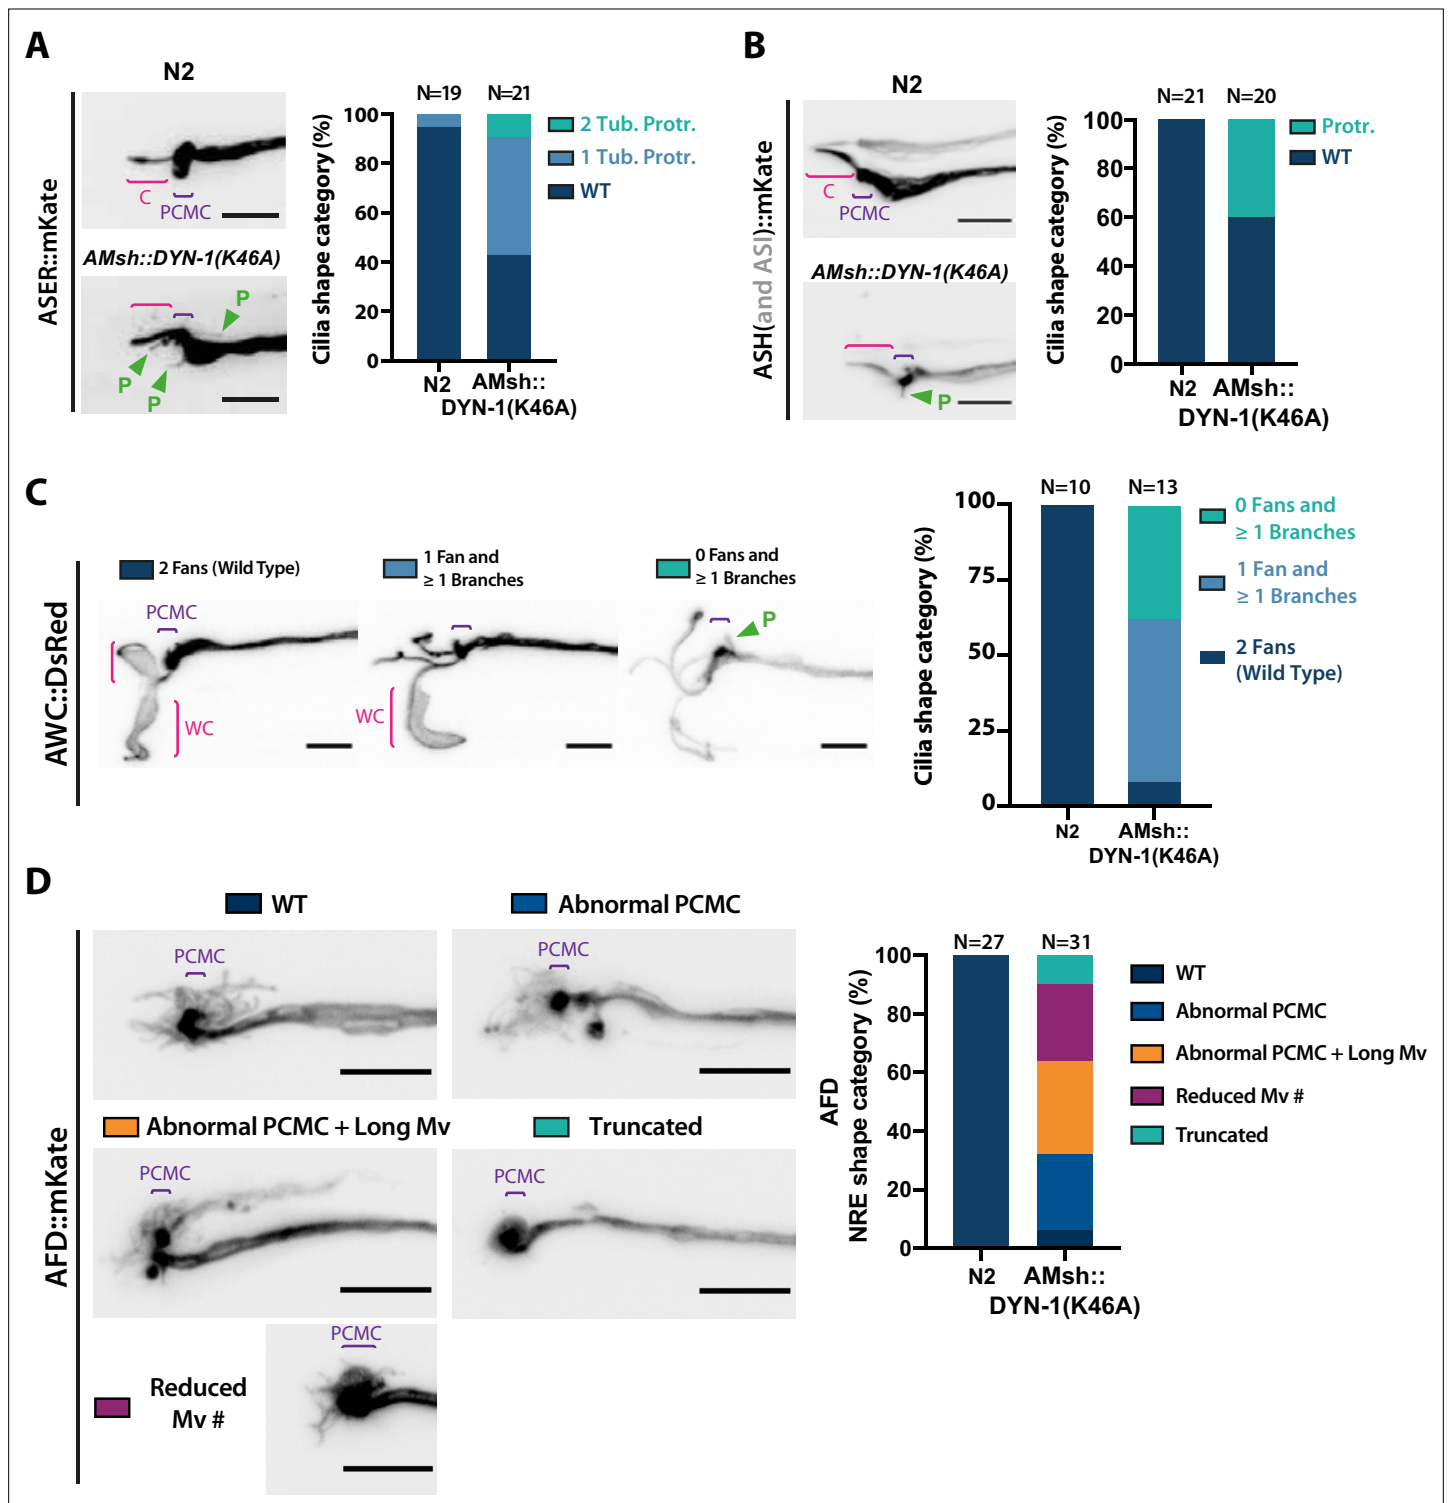 A
N2
ASER::mKate
C
PCMC
AMsh::DYN-1(K46A)
P
P
P
Cilia shape category (%)
N=19 N=21
100
80
60
40
20
0
N2 AMsh::
DYN-1(K46A)
2 Tub. Protr.
1 Tub. Protr.
WT
B
N2
ASH(and ASI)::mKate
C
PCMC
AMsh::DYN-1(K46A)
P
Cilia shape category (%)
N=21 N=20
100
80
60
40
20
0
N2 AMsh::
DYN-1(K46A)
Protr.
WT
C
AWC::DsRed
2 Fans (Wild Type)
PCMC
WC
1 Fan and
≥ 1 Branches
WC
0 Fans and
≥ 1 Branches
P
Cilia shape category (%)
N=10 N=13
100
75
50
25
0
N2 AMsh::
DYN-1(K46A)
0 Fans and
≥ 1 Branches
1 Fan and
≥ 1 Branches
2 Fans
(Wild Type)
D
AFD::mKate
WT
PCMC
Abnormal PCMC
PCMC
Abnormal PCMC + Long Mv
PCMC
Truncated
PCMC
Reduced
Mv #
PCMC
AFD
NRE shape category (%)
N=27 N=31
100
80
60
40
20
0
N2 AMsh::
DYN-1(K46A)
WT
Abnormal PCMC
Abnormal PCMC + Long Mv
Reduced Mv #
Truncated